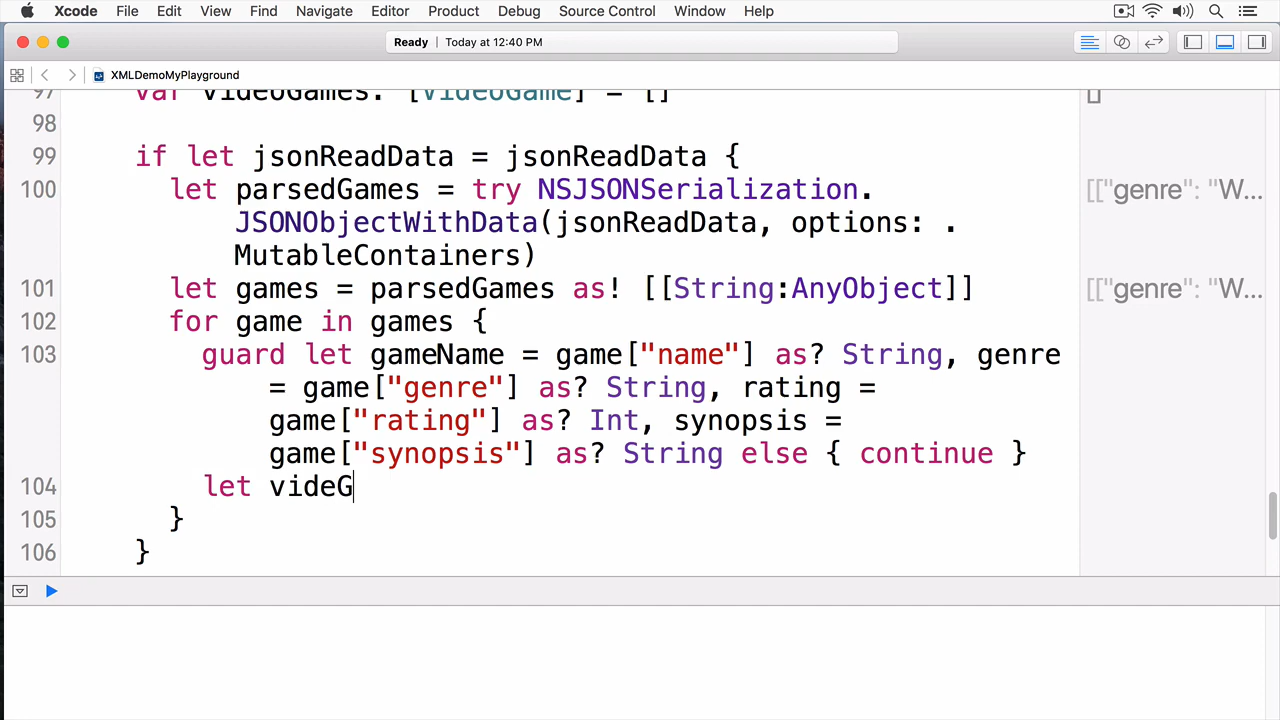 Xcode File Edit View Find Navigate Editor Product Debug Source Control Window Help
Ready | Today at 12:40 PM
XMLDemoMyPlayground
97 var videoGames: [VideoGame] = [] []
98
99 if let jsonReadData = jsonReadData {
100 let parsedGames = try NSJSONSerialization. [["genre": "W...
JSONObjectWithData(jsonReadData, options: .
MutableContainers)
101 let games = parsedGames as! [[String:AnyObject]] [["genre": "W...
102 for game in games {
103 guard let gameName = game["name"] as? String, genre
= game["genre"] as? String, rating =
game["rating"] as? Int, synopsis =
game["synopsis"] as? String else { continue }
104 let videG
105 }
106 }